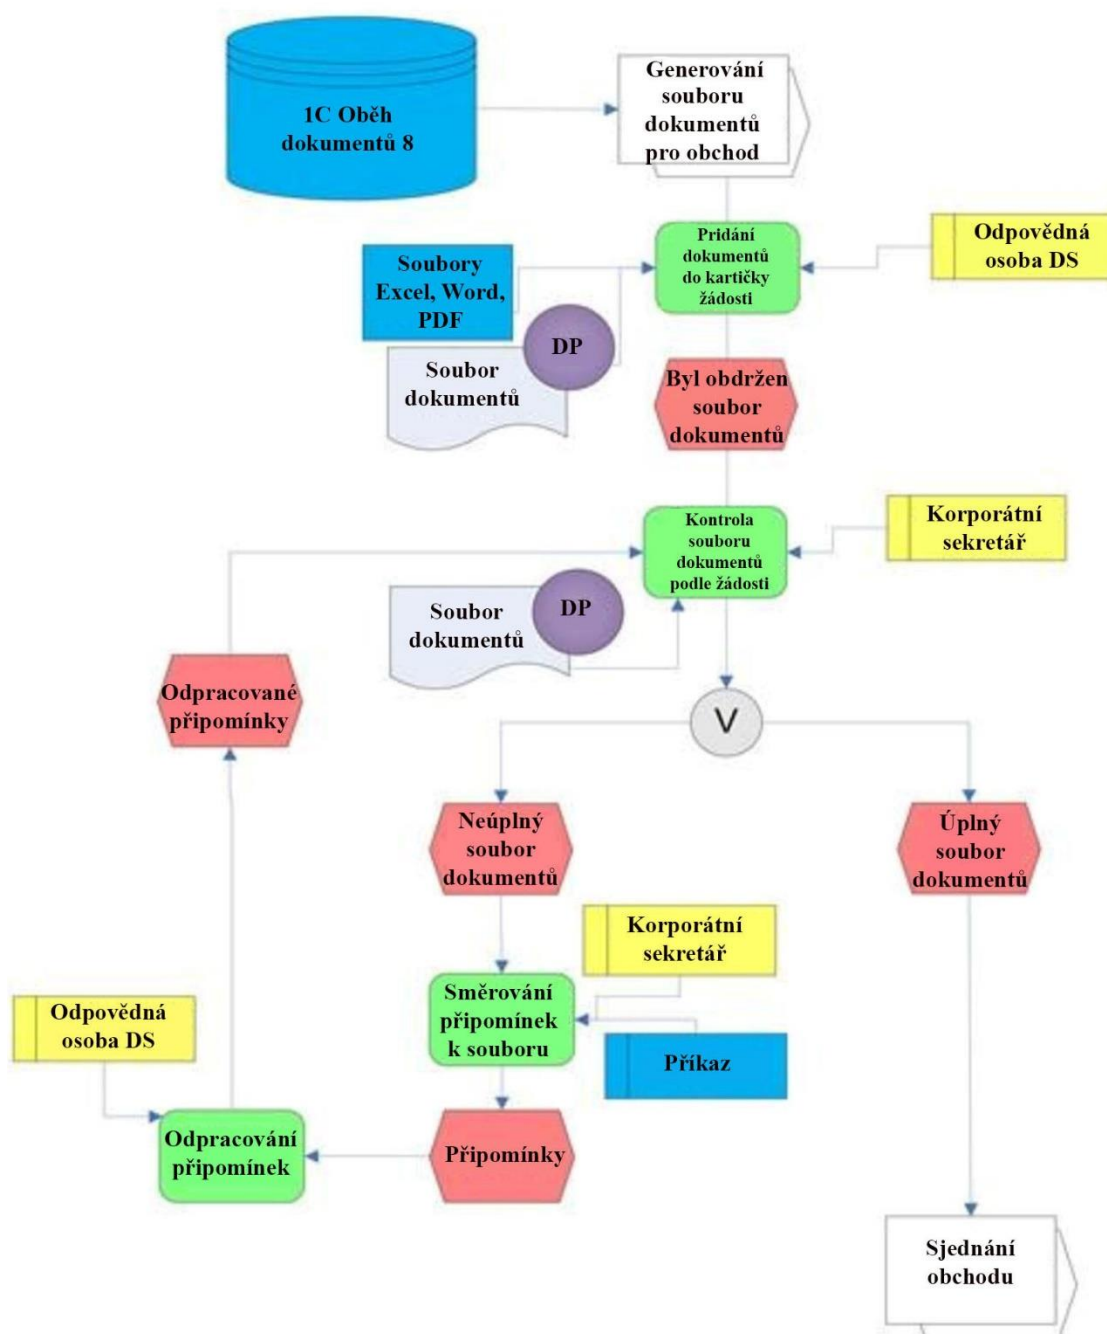 1C Oběh
dokumentů 8
Generování
souboru
dokumentů
pro obchod
Pridání
dokumentů
do kartičky
žádosti
Odpovědná
osoba DS
Soubory
Excel, Word,
PDF
DP
Soubor
dokumentů
Byl obdržen
soubor
dokumentů
Kontrola
souboru
dokumentů
podle žádosti
Korporátní
sekretář
DP
Soubor
dokumentů
Odpracované
připomínky
V
Neúplný
soubor
dokumentů
Úplný
soubor
dokumentů
Korporátní
sekretář
Směrování
připomínek
k souboru
Příkaz
Odpovědná
osoba DS
Odpracování
připomínek
Připomínky
Sjednání
obchodu